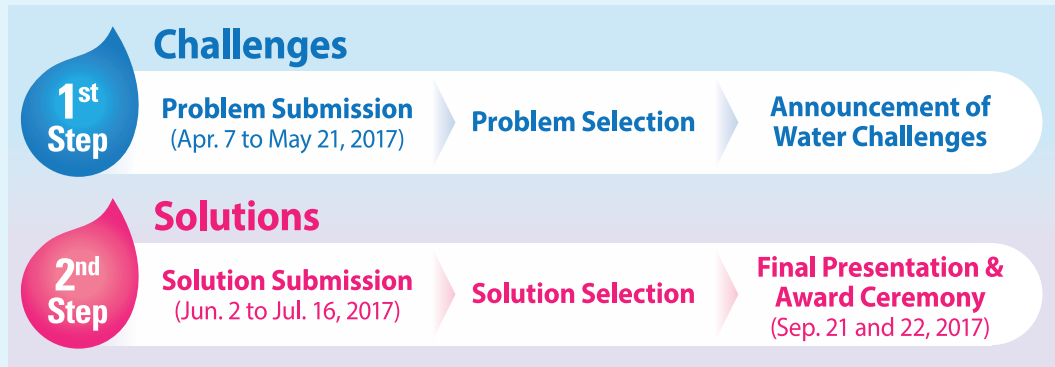 Challenges
1st
Step
Problem Submission
(Apr. 7 to May 21, 2017)
Problem Selection
Announcement of
Water Challenges
Solutions
2nd
Step
Solution Submission
(Jun. 2 to Jul. 16, 2017)
Solution Selection
Final Presentation &
Award Ceremony
(Sep. 21 and 22, 2017)